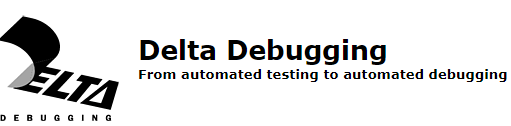 DELTA
DEBUGGING
Delta Debugging
From automated testing to automated debugging